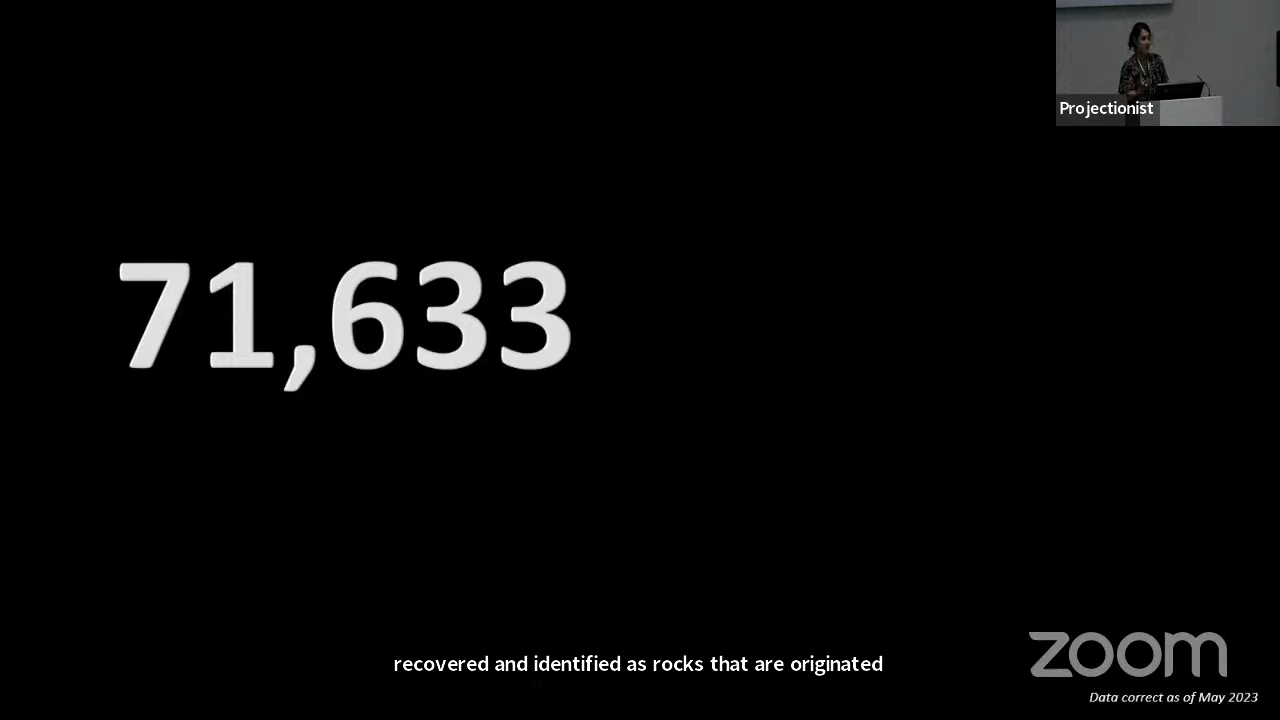 Projectionist
71,633
recovered and identified as rocks that are originated
zoom
Data correct as of May 2023